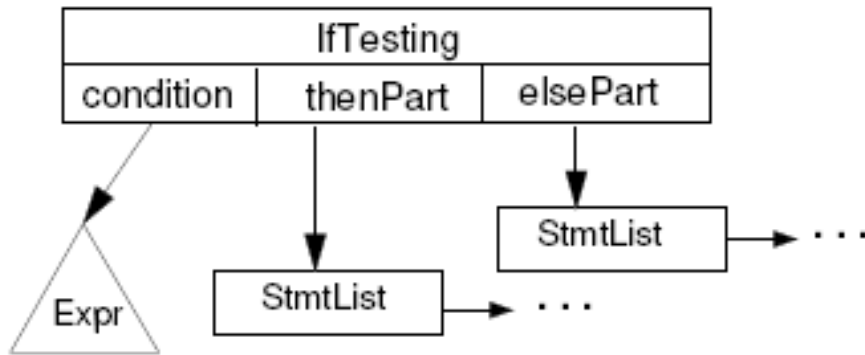 IfTesting
condition thenPart elsePart
StmtList ...
StmtList ...
Expr